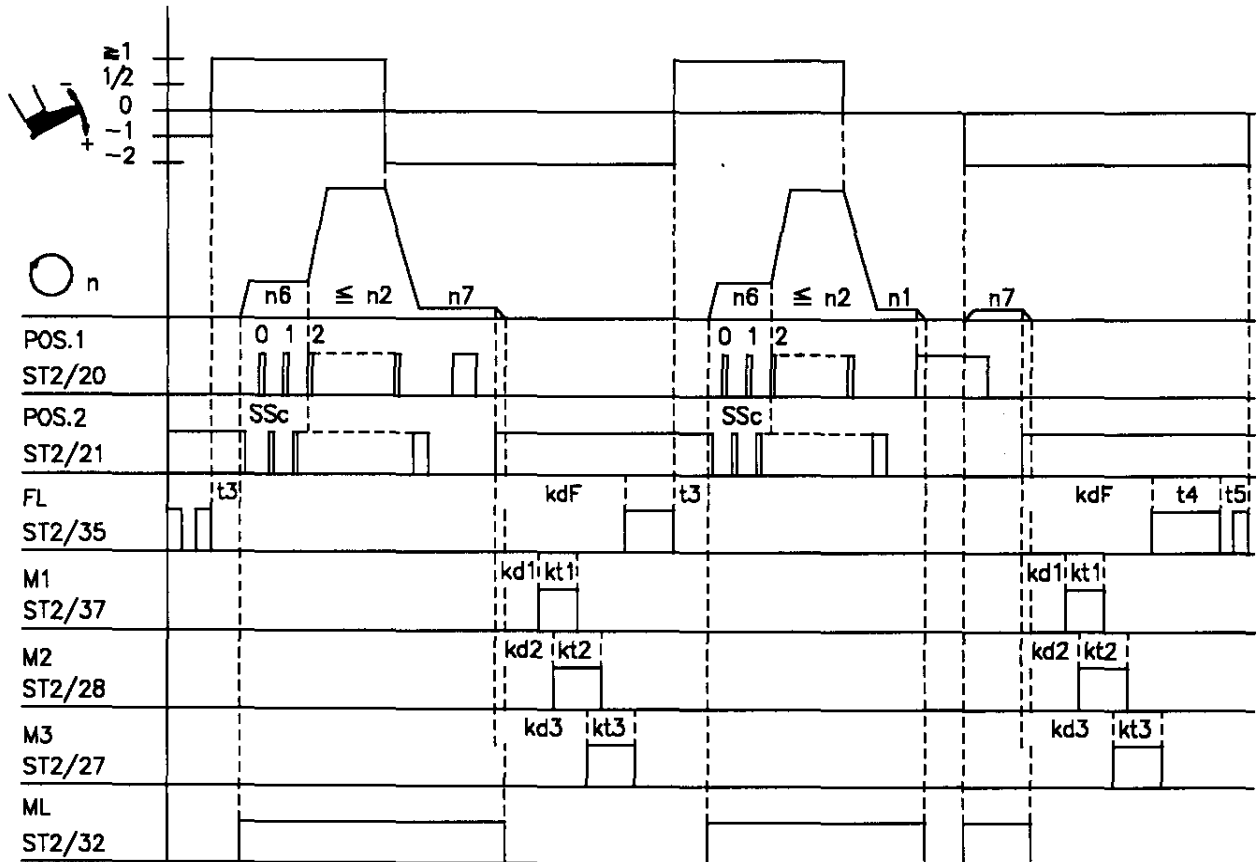 ≥1
1/2
0
-1
-2
-
+
n
n6 ≦ n2 n7 n6 ≦ n2 n1 n7
POS.1 0 1 2 0 1 2
ST2/20
POS.2 SSc SSc
ST2/21
FL t3 kdF t3 kdF t4 t5
ST2/35
M1 kd1 kt1 kd1 kt1
ST2/37
M2 kd2 kt2 kd2 kt2
ST2/28
M3 kd3 kt3 kd3 kt3
ST2/27
ML
ST2/32